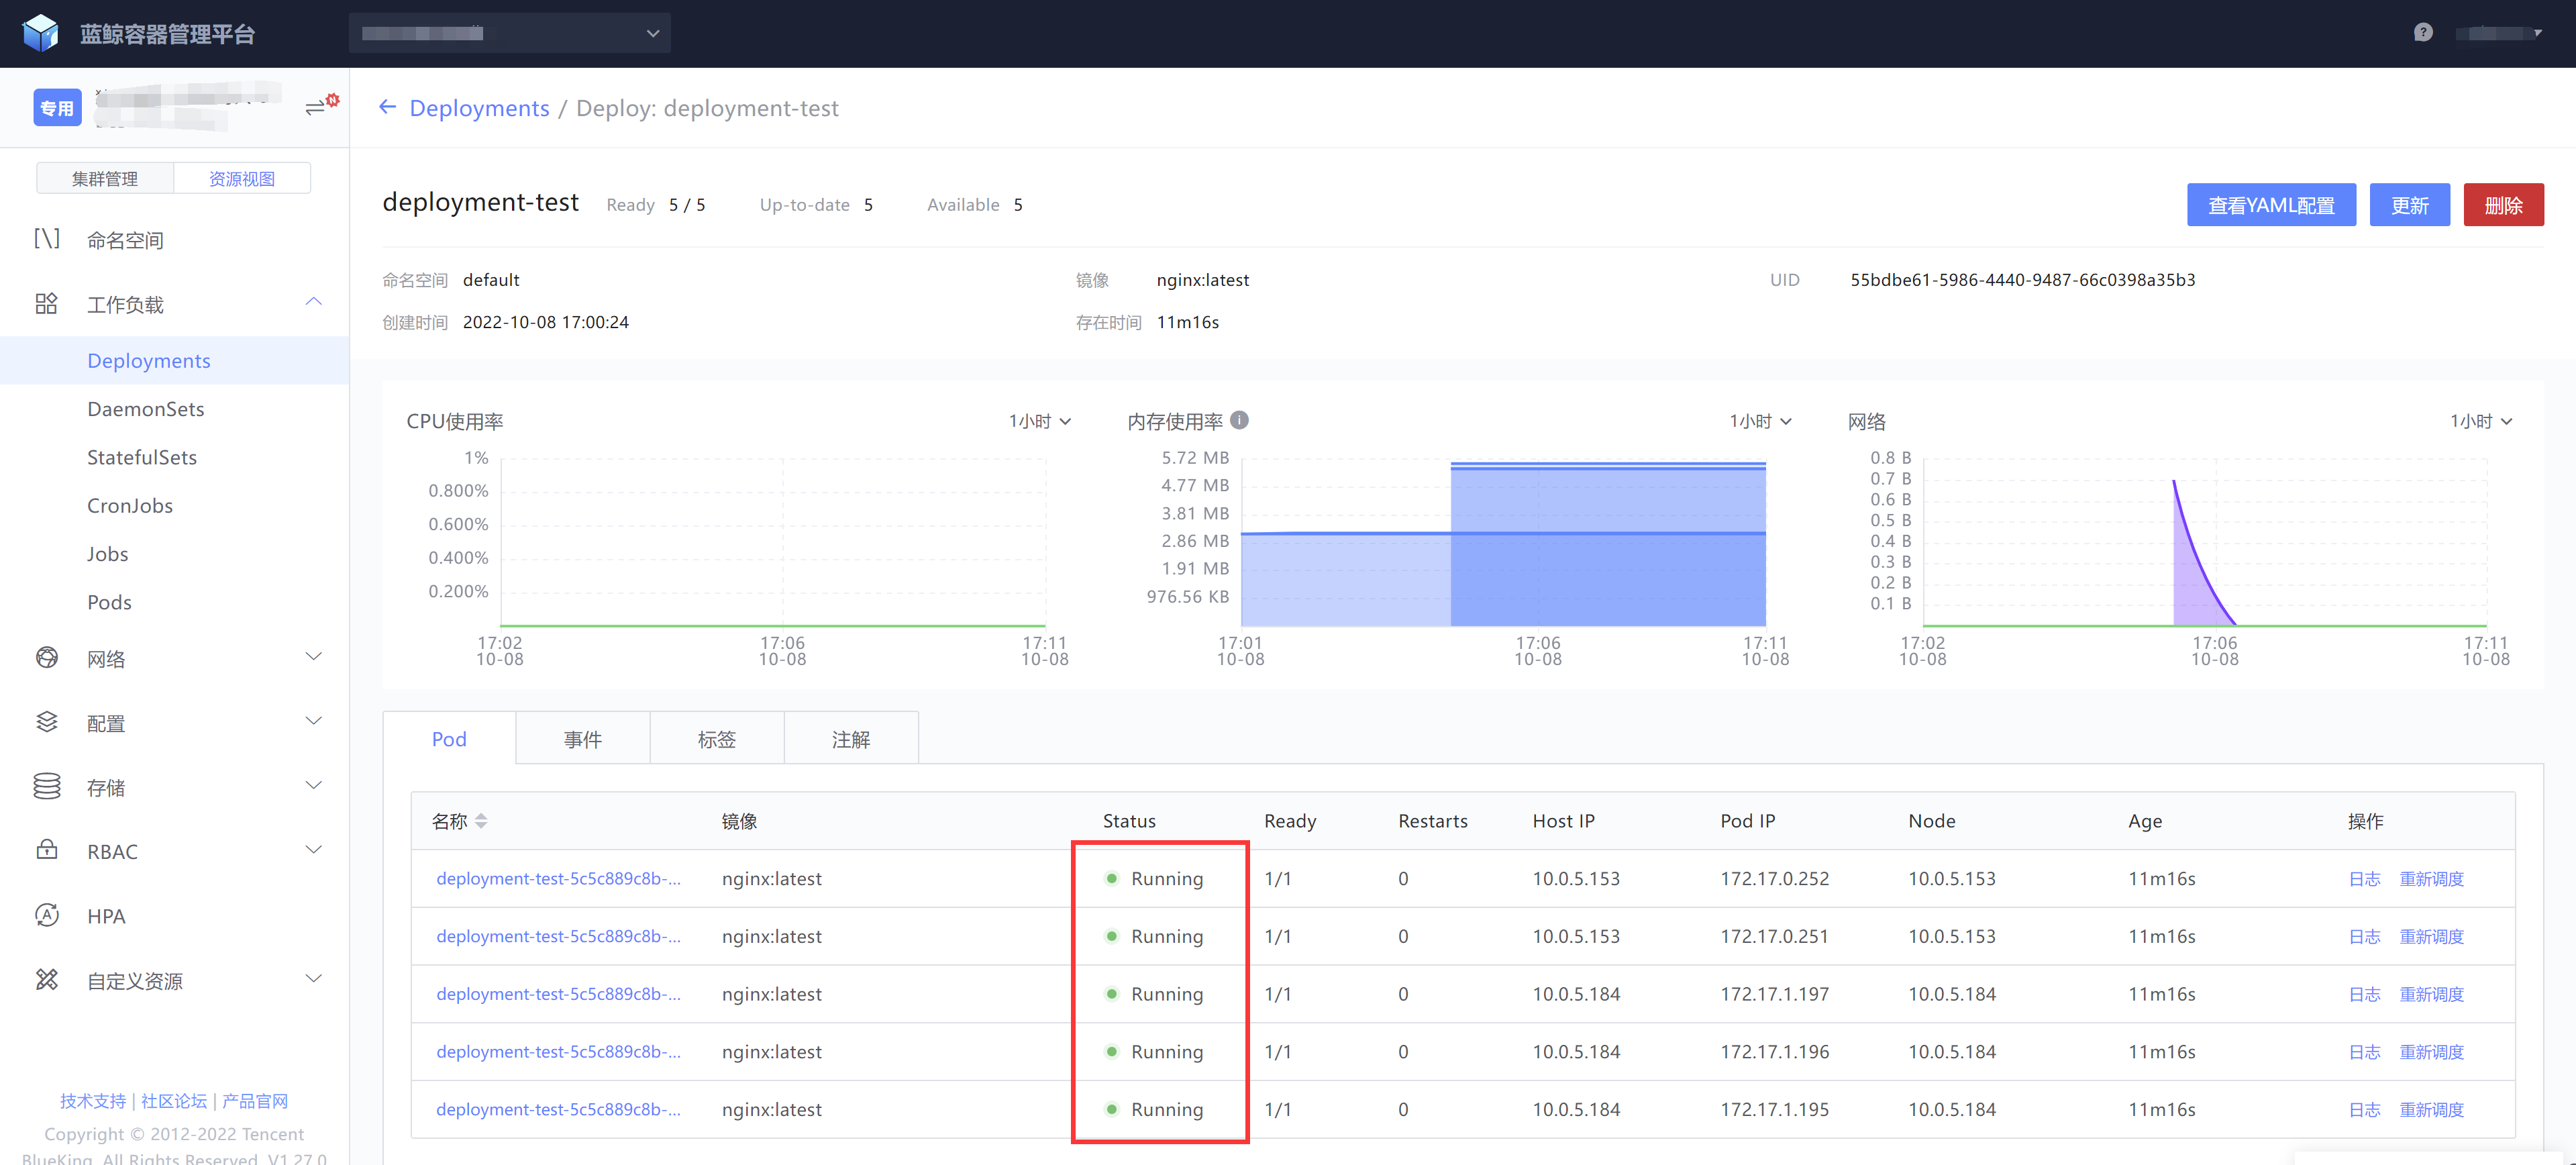 蓝鲸容器管理平台
专用
集群管理 资源视图
命名空间
工作负载
Deployments
DaemonSets
StatefulSets
CronJobs
Jobs
Pods
网络
配置
存储
RBAC
HPA
自定义资源
技术支持 | 社区论坛 | 产品官网
Copyright © 2012-2022 Tencent
BlueKing. All Rights Reserved. V1.27.0
Deployments / Deploy: deployment-test
deployment-test Ready 5 / 5 Up-to-date 5 Available 5
查看YAML配置 更新 删除
命名空间 default 镜像 nginx:latest UID 55bdbe61-5986-4440-9487-66c0398a35b3
创建时间 2022-10-08 17:00:24 存在时间 11m16s
CPU使用率 1小时
1%
0.800%
0.600%
0.400%
0.200%
17:02 17:06 17:11
10-08 10-08 10-08
内存使用率 1小时
5.72 MB
4.77 MB
3.81 MB
2.86 MB
1.91 MB
976.56 KB
17:01 17:06 17:11
10-08 10-08 10-08
网络 1小时
0.8 B
0.7 B
0.6 B
0.5 B
0.4 B
0.3 B
0.2 B
0.1 B
17:02 17:06 17:11
10-08 10-08 10-08
Pod 事件 标签 注解
名称 镜像 Status Ready Restarts Host IP Pod IP Node Age 操作
deployment-test-5c5c889c8b-... nginx:latest Running 1/1 0 10.0.5.153 172.17.0.252 10.0.5.153 11m16s 日志 重新调度
deployment-test-5c5c889c8b-... nginx:latest Running 1/1 0 10.0.5.153 172.17.0.251 10.0.5.153 11m16s 日志 重新调度
deployment-test-5c5c889c8b-... nginx:latest Running 1/1 0 10.0.5.184 172.17.1.197 10.0.5.184 11m16s 日志 重新调度
deployment-test-5c5c889c8b-... nginx:latest Running 1/1 0 10.0.5.184 172.17.1.196 10.0.5.184 11m16s 日志 重新调度
deployment-test-5c5c889c8b-... nginx:latest Running 1/1 0 10.0.5.184 172.17.1.195 10.0.5.184 11m16s 日志 重新调度